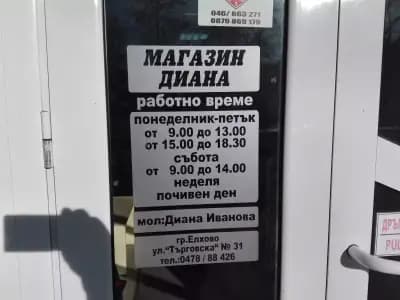 046/ 663 271
0879 669 179
МАГАЗИН
ДИАНА
работно време
понеделник-петък
от 9.00 до 13.00
от 15.00 до 18.30
събота
от 9.00 до 14.00
неделя
почивен ден
мол:Диана Иванова
гр.Елхово
ул."Търговска" № 31
тел.:0478 / 88 426